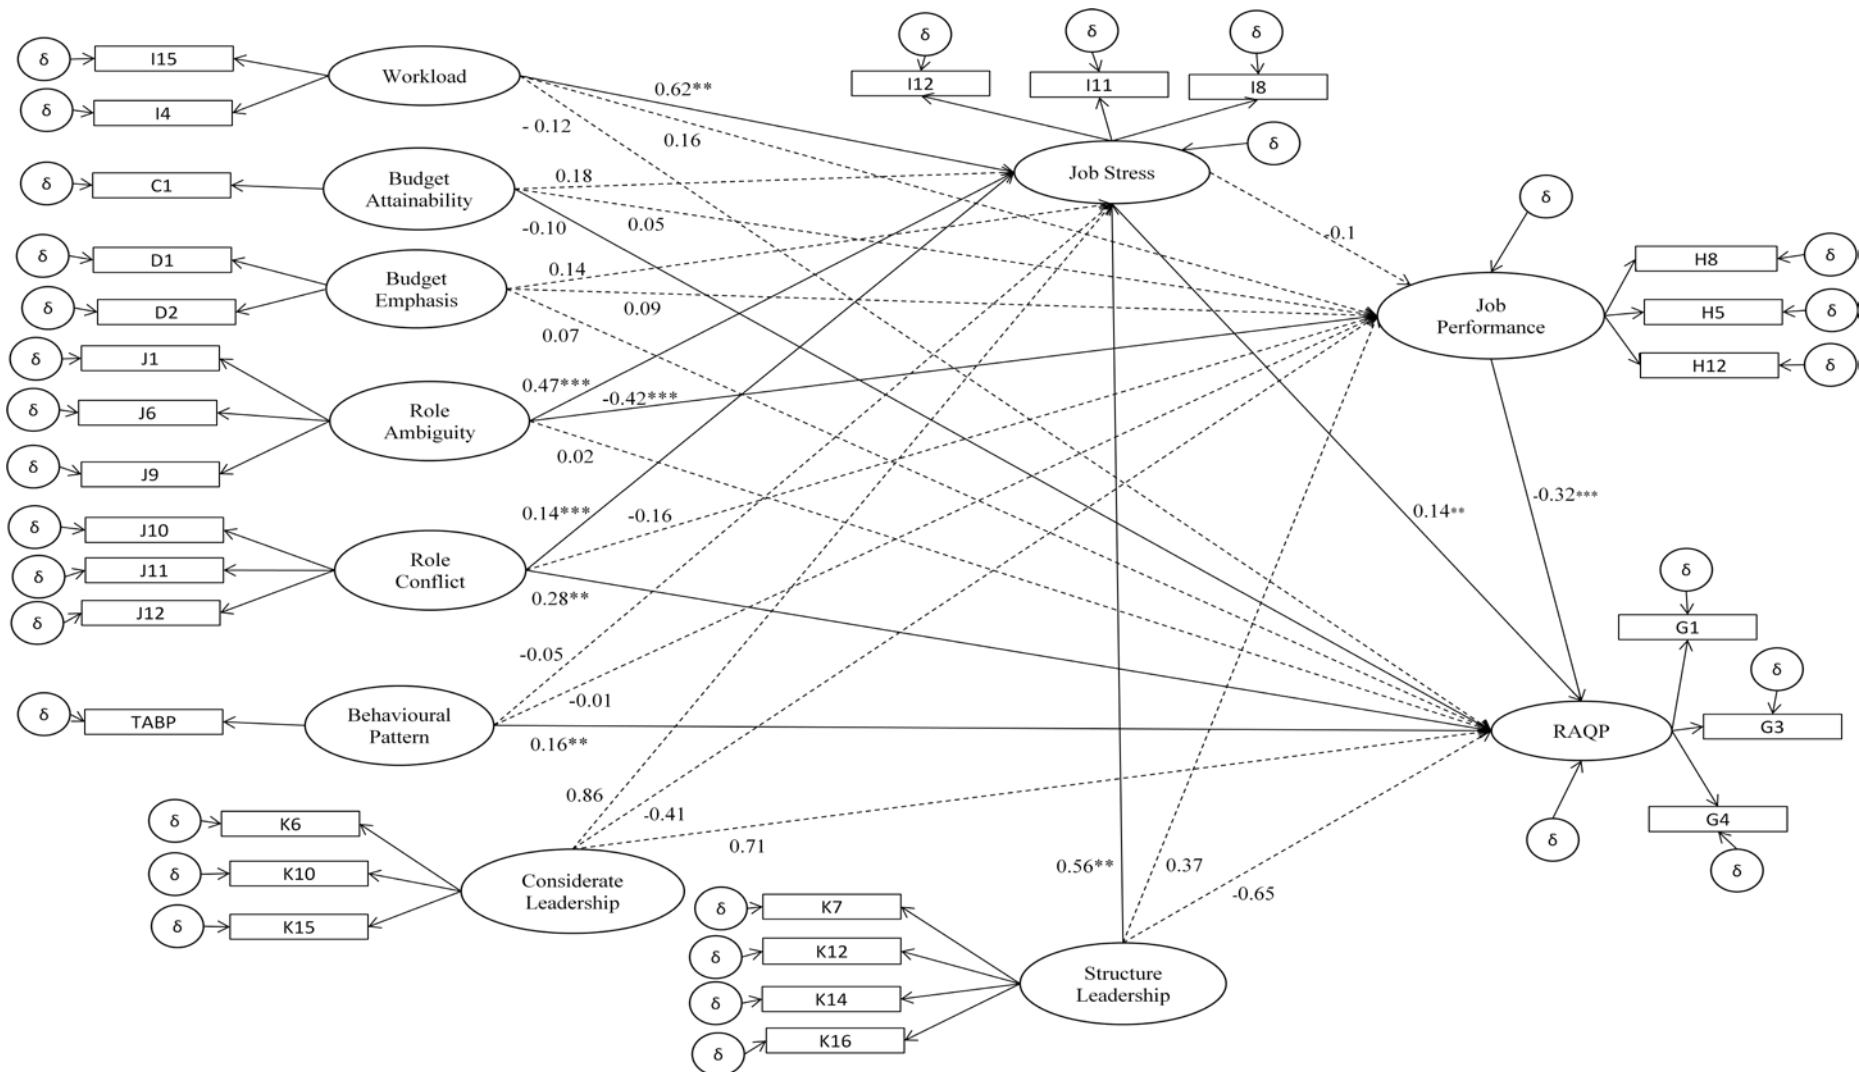 δ
I15
δ
I4
Workload
δ
C1
Budget
Attainability
δ
D1
δ
D2
Budget
Emphasis
δ
J1
δ
J6
δ
J9
Role
Ambiguity
δ
J10
δ
J11
δ
J12
Role
Conflict
δ
TABP
Behavioural
Pattern
δ
K6
δ
K10
δ
K15
Considerate
Leadership
δ
K7
δ
K12
δ
K14
δ
K16
Structure
Leadership
δ
I12
δ
I11
δ
I8
δ
Job Stress
δ
Job
Performance
H8
δ
H5
δ
H12
δ
δ
G1
δ
G3
RAQP
G4
δ
δ
0.62**
- 0.12
0.16
0.18
-0.10
0.05
0.14
0.09
0.07
0.47***
-0.42***
0.02
0.14***
-0.16
0.28**
-0.05
-0.01
0.16**
0.86
-0.41
0.71
0.56**
0.37
-0.65
-0.1
0.14**
-0.32***